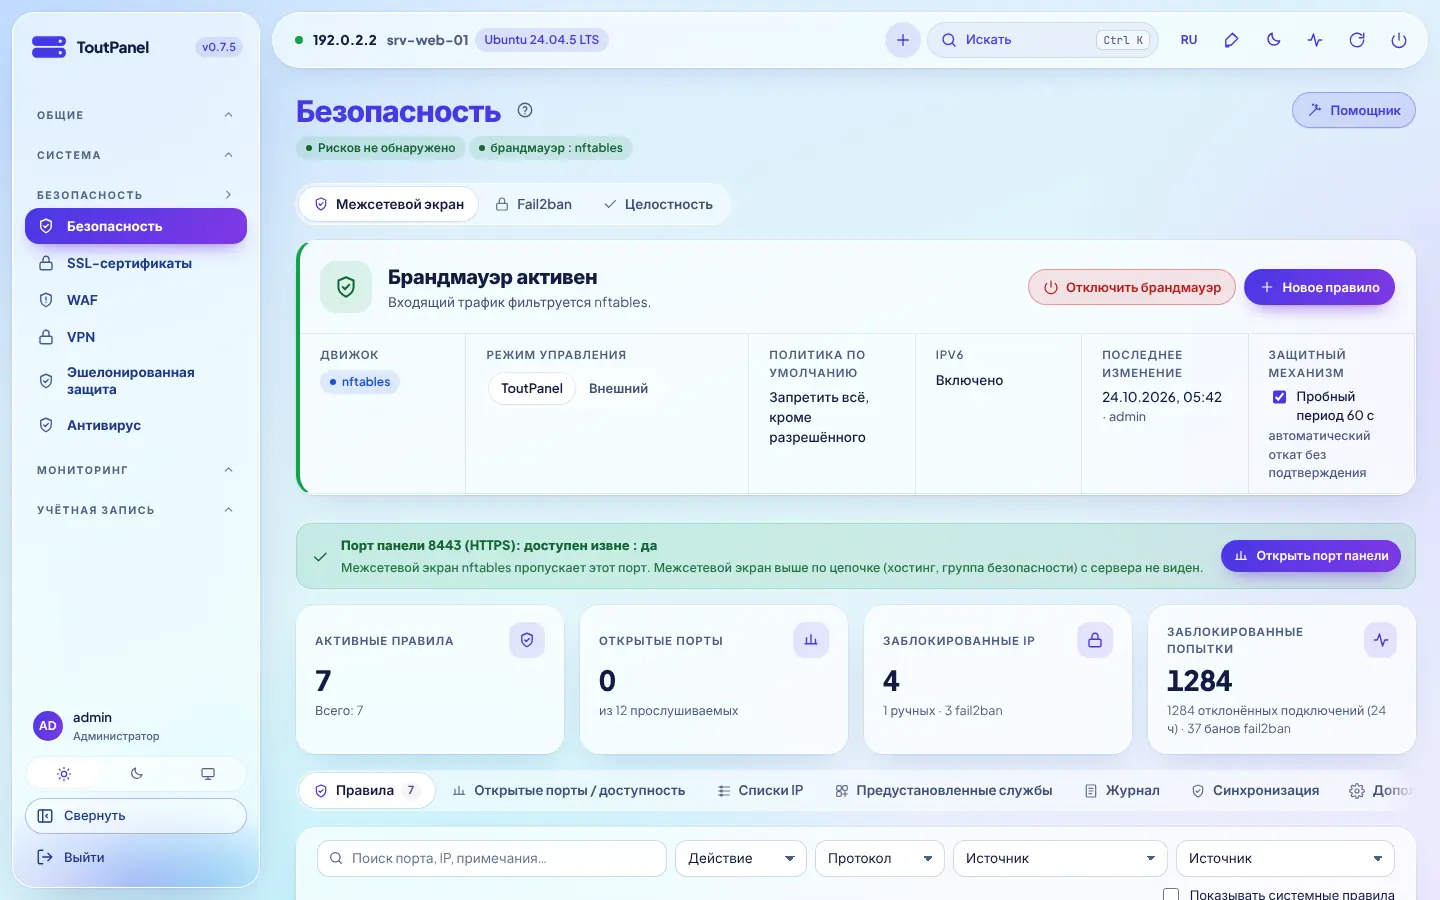 ToutPanel
v0.7.5
192.0.2.2 srv-web-01 Ubuntu 24.04.5 LTS
Искать Ctrl K
RU
ОБЩИЕ
СИСТЕМА
БЕЗОПАСНОСТЬ
Безопасность
SSL-сертификаты
WAF
VPN
Эшелонированная
защита
Антивирус
МОНИТОРИНГ
УЧЁТНАЯ ЗАПИСЬ
AD
admin
Администратор
Свернуть
Выйти
Безопасность
Помощник
Рисков не обнаружено
брандмауэр : nftables
Межсетевой экран
Fail2ban
Целостность
Брандмауэр активен
Входящий трафик фильтруется nftables.
Отключить брандмауэр
Новое правило
ДВИЖОК
nftables
РЕЖИМ УПРАВЛЕНИЯ
ToutPanel Внешний
ПОЛИТИКА ПО
УМОЛЧАНИЮ
Запретить всё,
кроме
разрешённого
IPV6
Включено
ПОСЛЕДНЕЕ
ИЗМЕНЕНИЕ
24.10.2026, 05:42
· admin
ЗАЩИТНЫЙ
МЕХАНИЗМ
Пробный
период 60 с
автоматический
откат без
подтверждения
Порт панели 8443 (HTTPS): доступен извне : да
Межсетевой экран nftables пропускает этот порт. Межсетевой экран выше по цепочке (хостинг, группа безопасности) с сервера не виден.
Открыть порт панели
АКТИВНЫЕ ПРАВИЛА
7
Всего: 7
ОТКРЫТЫЕ ПОРТЫ
0
из 12 прослушиваемых
ЗАБЛОКИРОВАННЫЕ IP
4
1 ручных · 3 fail2ban
ЗАБЛОКИРОВАННЫЕ
ПОПЫТКИ
1284
1284 отклонённых подключений (24
ч) · 37 банов fail2ban
Правила 7
Открытые порты / доступность
Списки IP
Предустановленные службы
Журнал
Синхронизация
Допол
Поиск порта, IP, примечания...
Действие
Протокол
Источник
Источник
Показывать системные правила